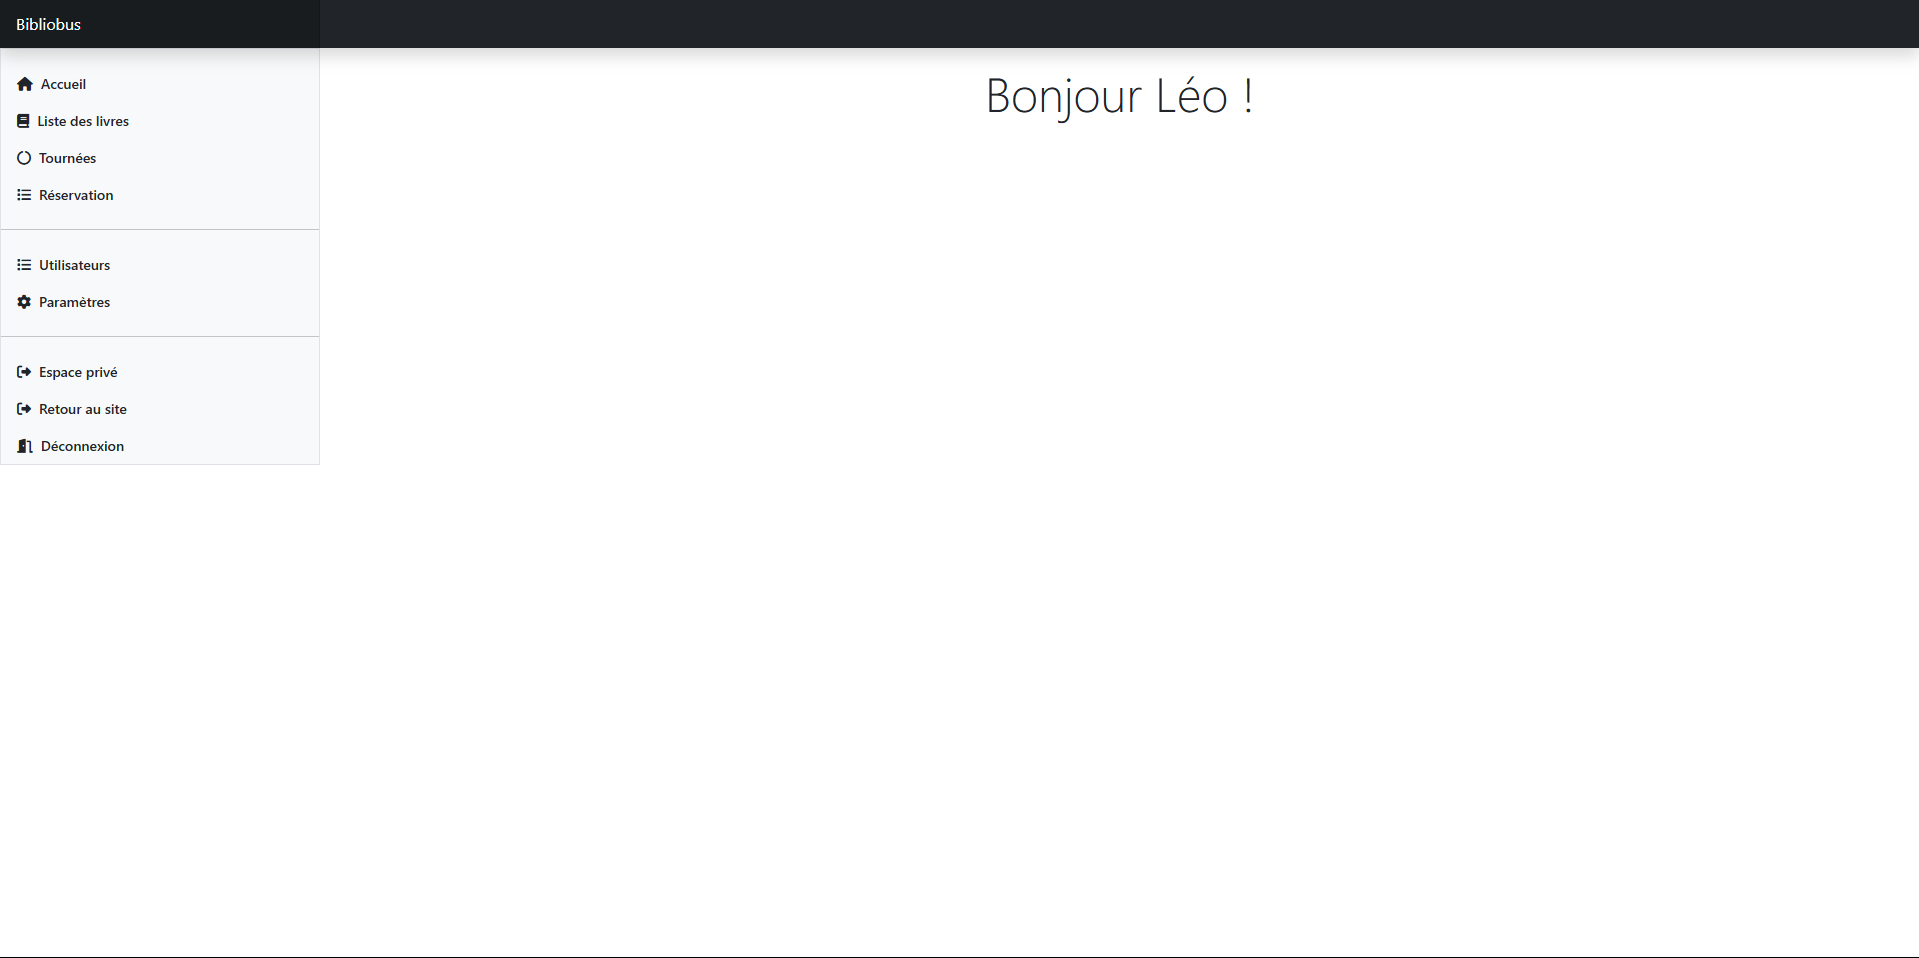 Bibliobus
Accueil
Liste des livres
Tournées
Réservation
Utilisateurs
Paramètres
Espace privé
Retour au site
Déconnexion
Bonjour Léo !